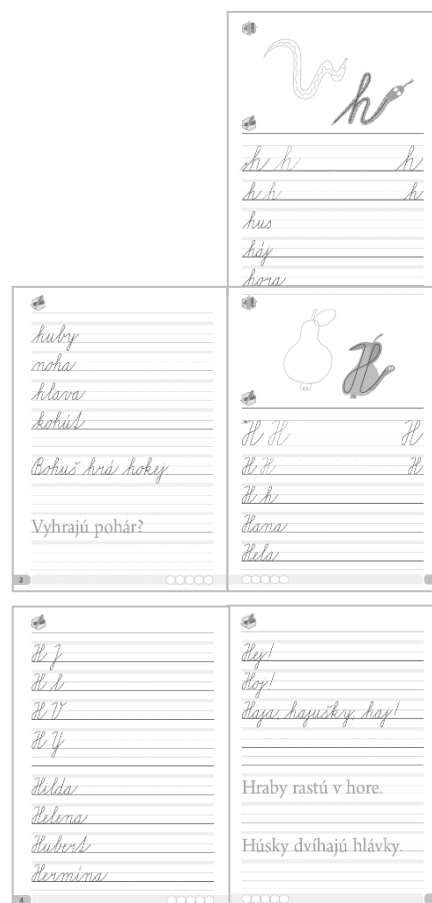 h
h h h
h h h
hus
háj
hora
huby
noha
hlava
kohút
Bohuš hrá hokej
Vyhrajú pohár?
2
H
H H H
H H H
H h
Hana
Hela
H J
H L
H V
H Y
Hilda
Helena
Hubert
Hermína
4
Hej!
Hoj!
Haja, hajušky, haj!
Hraby rastú v hore.
Húsky dvíhajú hlávky.